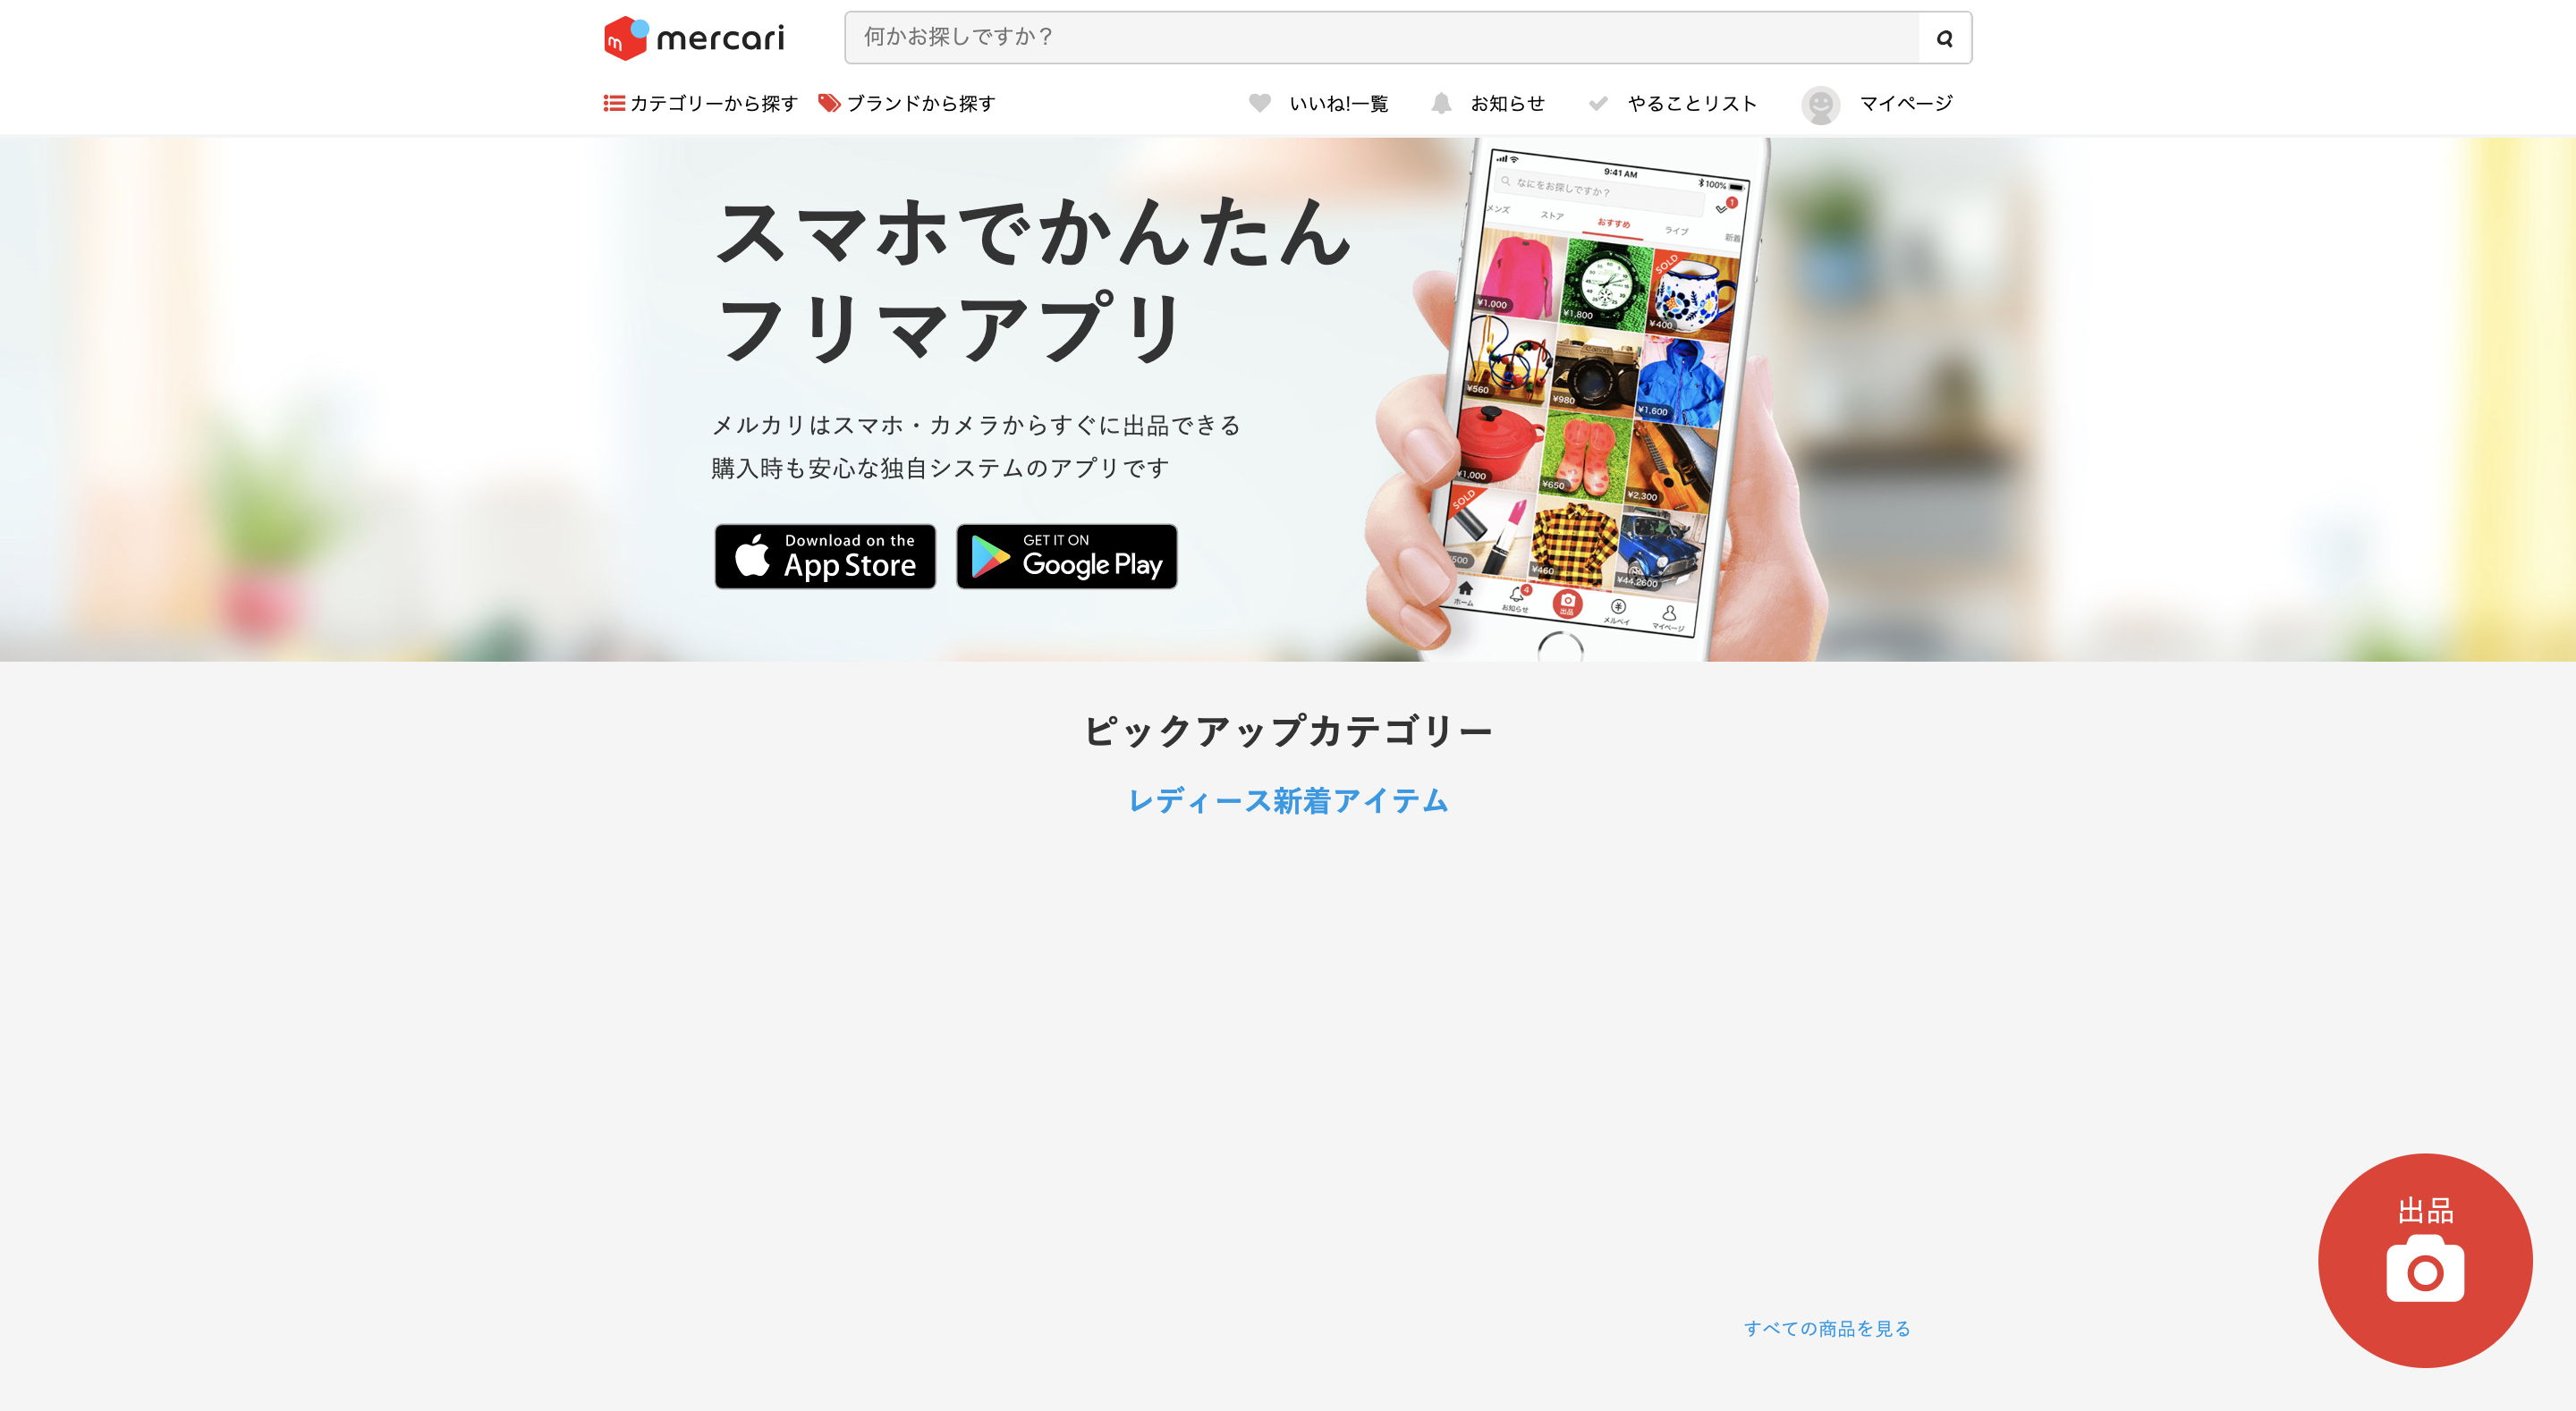 mercari
何かお探しですか？
カテゴリーから探す ブランドから探す いいね!一覧 お知らせ やることリスト マイページ
スマホでかんたん
フリマアプリ
メルカリはスマホ・カメラからすぐに出品できる
購入時も安心な独自システムのアプリです
Download on the
App Store
GET IT ON
Google Play
9:41 AM
100%
なにをお探しですか？
1
メンズ ストア おすすめ ライブ 新着
SOLD
¥1,000 ¥1,800 ¥400
¥560 ¥980 ¥1,600
¥1,000 ¥650 ¥2,300
SOLD
500 ¥460 ¥44,2600
4
ホーム お知らせ 出品 メルペイ マイページ
ピックアップカテゴリー
レディース新着アイテム
出品
すべての商品を見る